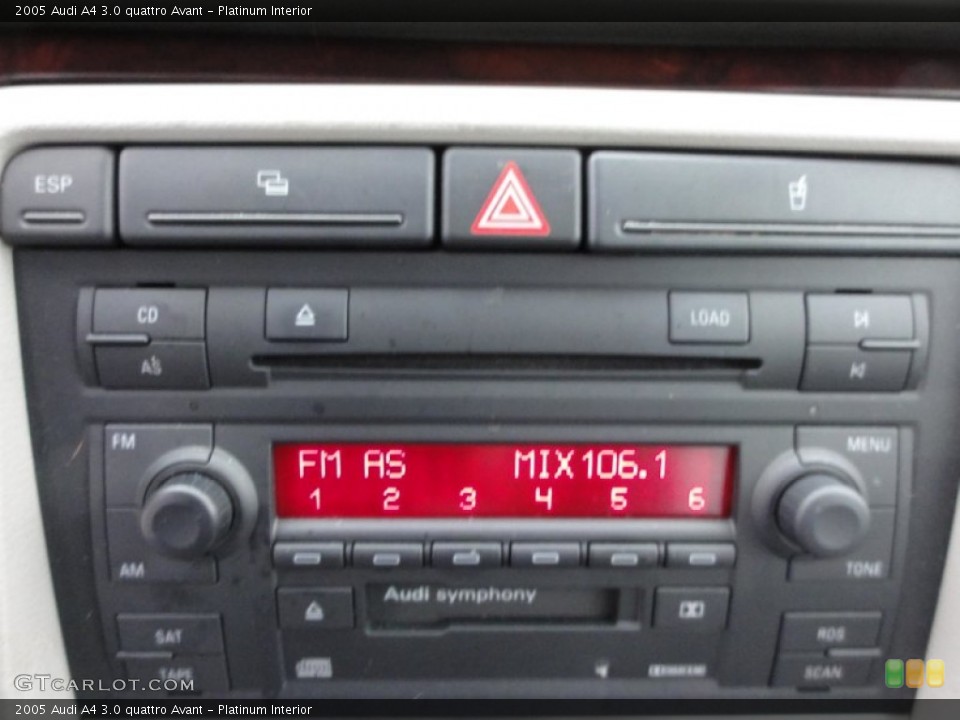 2005 Audi A4 3.0 quattro Avant - Platinum Interior
ESP
CD
LOAD
AS
FM
MENU
FM AS MIX106.1
1 2 3 4 5 6
AM
TONE
Audi symphony
SAT
RDS
TAPE
SCAN
GTCARLOT.COM
2005 Audi A4 3.0 quattro Avant - Platinum Interior